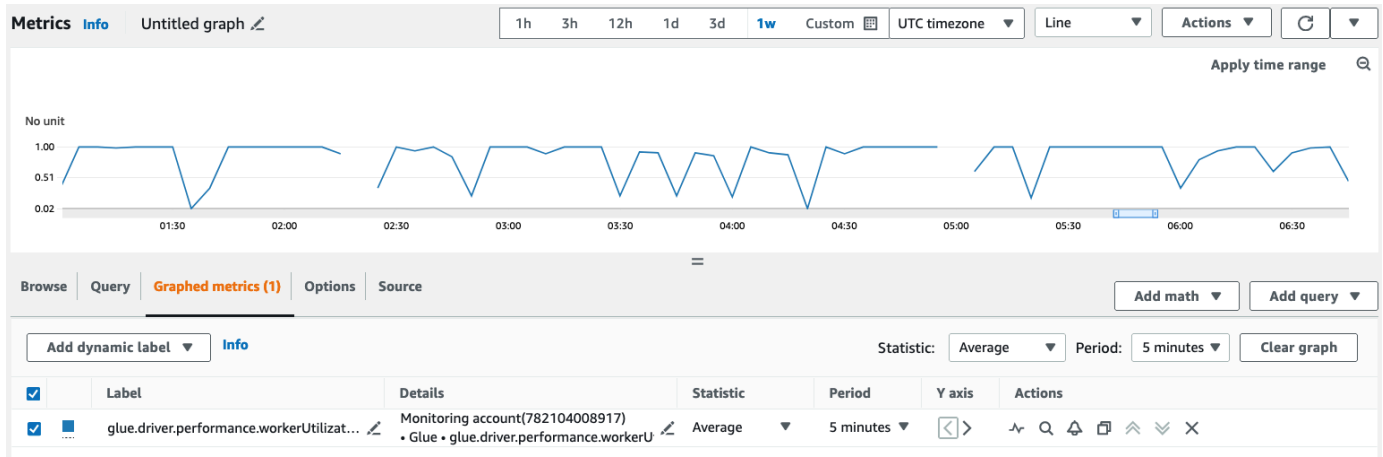 Metrics Info Untitled graph 1h 3h 12h 1d 3d 1w Custom UTC timezone Line Actions
Apply time range
No unit
1.00
0.51
0.02
01:30 02:00 02:30 03:00 03:30 04:00 04:30 05:00 05:30 06:00 06:30
Browse Query Graphed metrics (1) Options Source
Add math Add query
Add dynamic label Info Statistic: Average Period: 5 minutes Clear graph
Label Details Statistic Period Y axis Actions
glue.driver.performance.workerUtilizat... Monitoring account(782104008917) Average 5 minutes
• Glue • glue.driver.performance.workerU